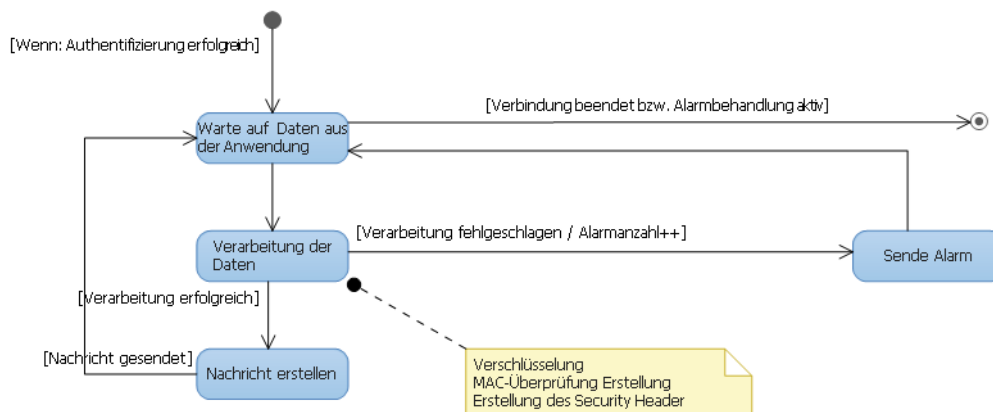 [Wenn: Authentifizierung erfolgreich]
[Verbindung beendet bzw. Alarmbehandlung aktiv]
Warte auf Daten aus
der Anwendung
[Verarbeitung fehlgeschlagen / Alarmanzahl++]
Verarbeitung der
Daten
Sende Alarm
[Verarbeitung erfolgreich]
[Nachricht gesendet]
Nachricht erstellen
Verschlüsselung
MAC-Überprüfung Erstellung
Erstellung des Security Header